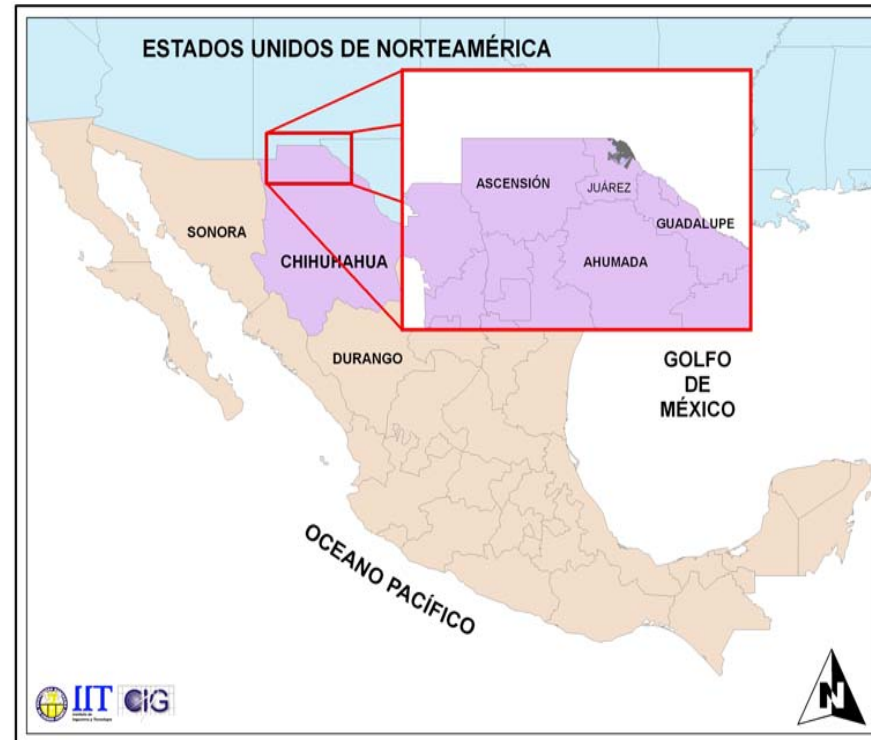 ESTADOS UNIDOS DE NORTEAMÉRICA
ASCENSIÓN
JUÁREZ
GUADALUPE
SONORA
CHIHUHAHUA
AHUMADA
DURANGO
GOLFO
DE
MÉXICO
OCEANO PACÍFICO
IIT
CIG
N